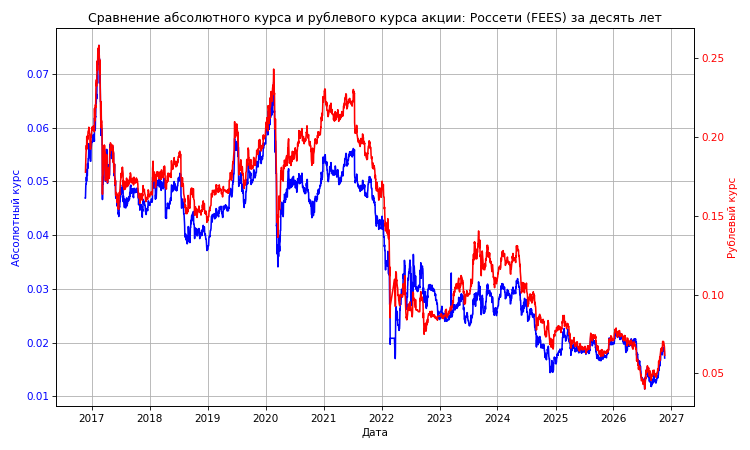 Сравнение абсолютного курса и рублевого курса акции: Россети (FEES) за десять лет
0.07
0.06
0.05
0.04
0.03
0.02
0.01
Абсолютный курс
0.25
0.20
0.15
0.10
0.05
Рублевый курс
2017 2018 2019 2020 2021 2022 2023 2024 2025 2026 2027
Дата